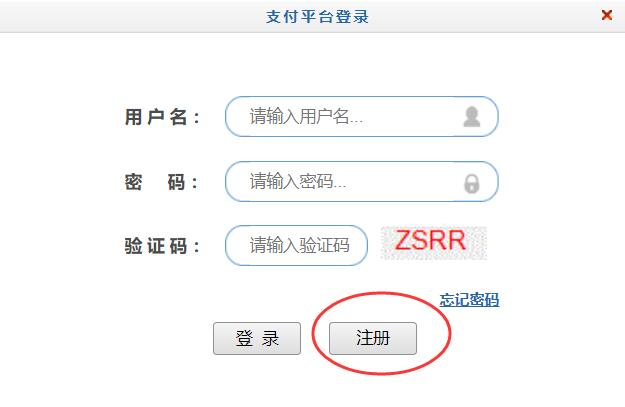 支付平台登录
用户名： 请输入用户名...
密 码： 请输入密码...
验证码： 请输入验证码 ZSRR
忘记密码
登 录 注册